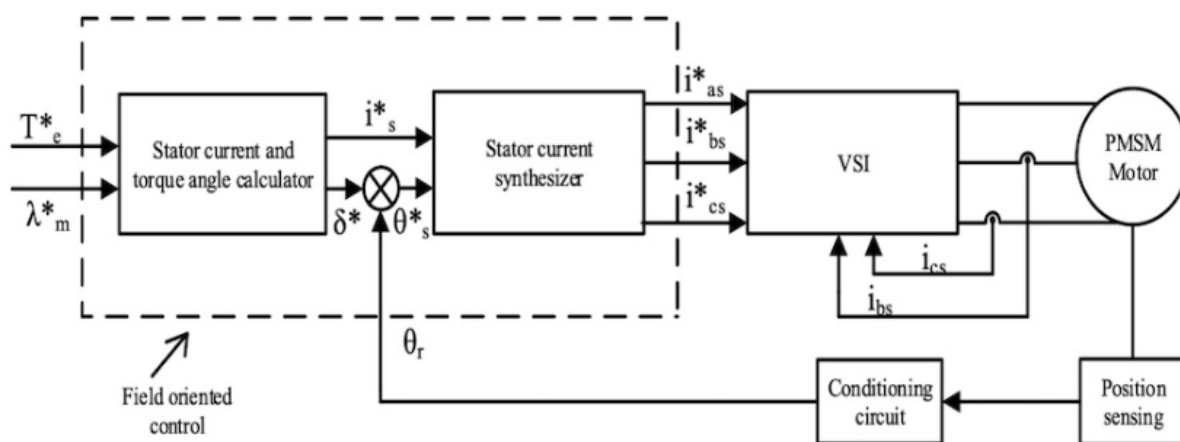 T*e
λ*m
Stator current and
torque angle calculator
i*s
δ*
θ*s
Stator current
synthesizer
i*as
i*bs
i*cs
VSI
PMSM
Motor
ics
ibs
θr
Field oriented
control
Conditioning
circuit
Position
sensing